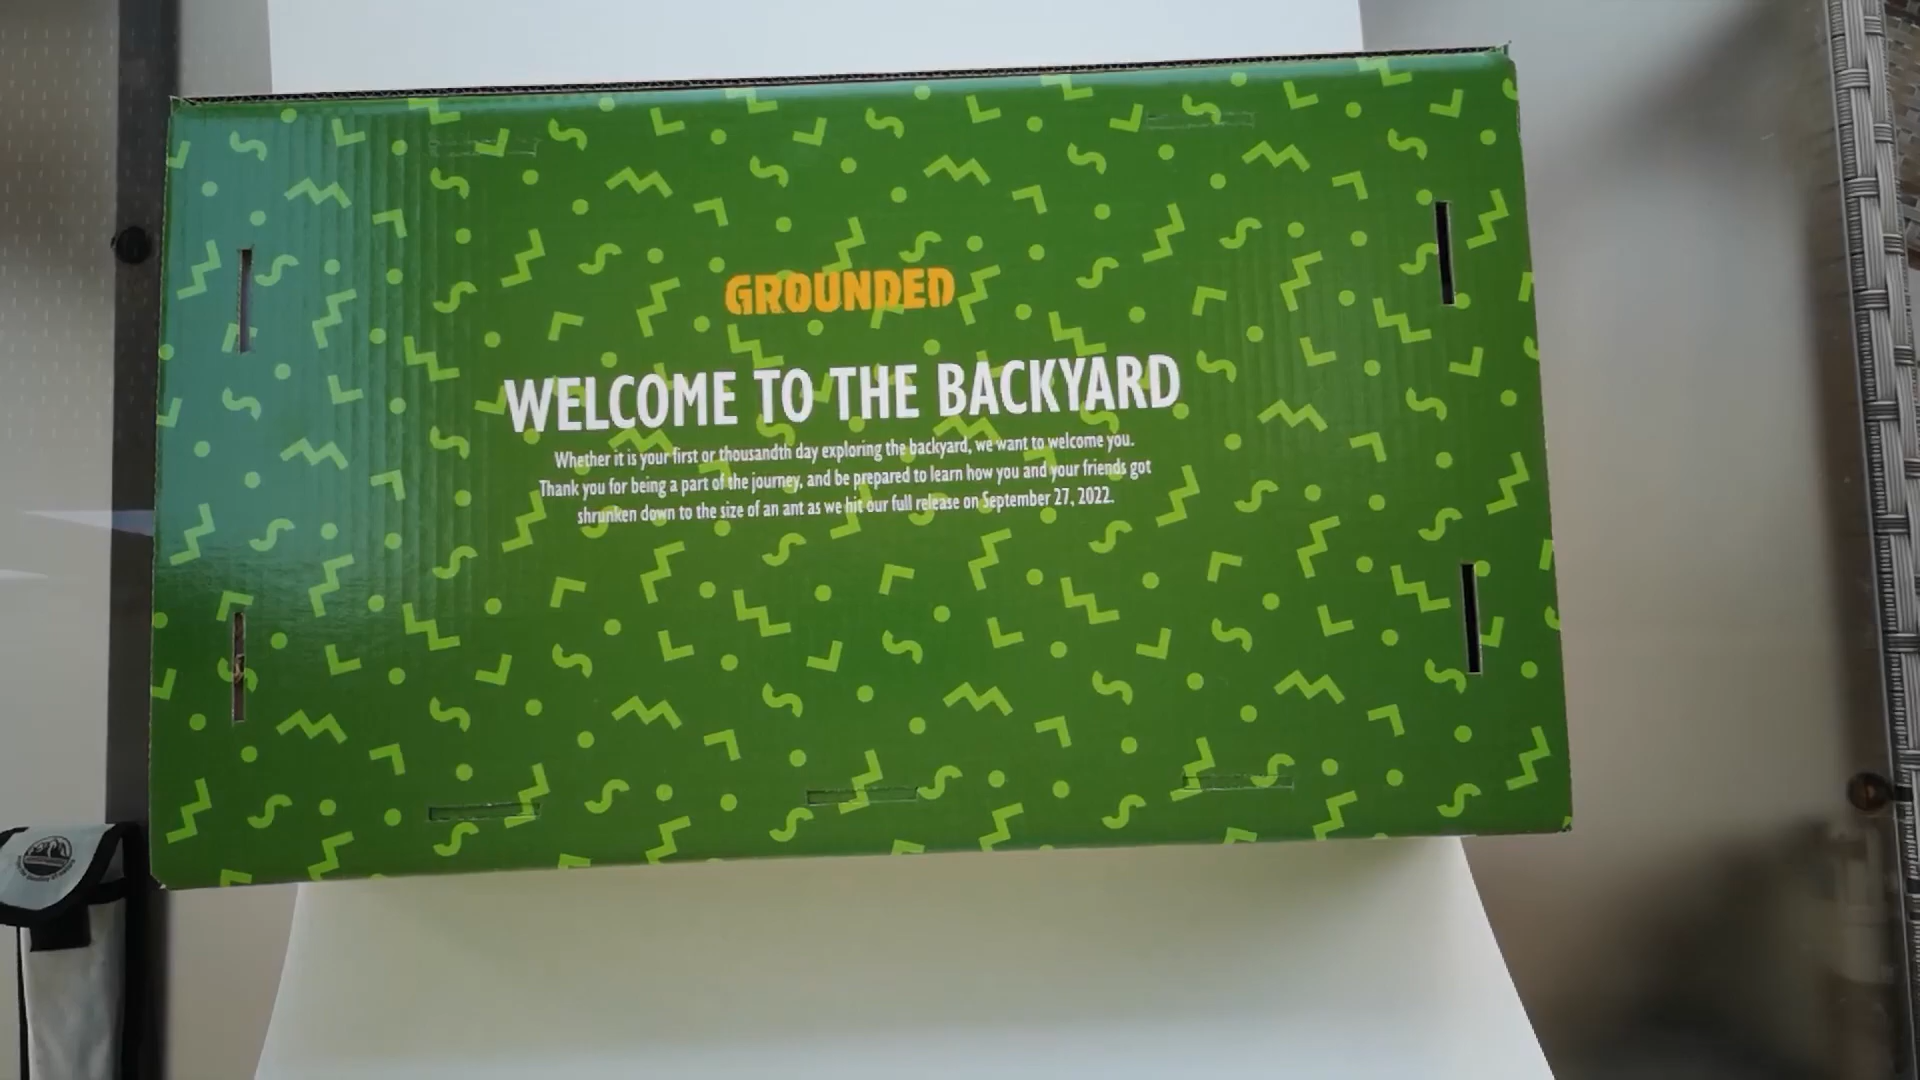 GROUNDED
WELCOME TO THE BACKYARD
Whether it is your first or thousandth day exploring the backyard, we want to welcome you.
Thank you for being a part of the journey, and be prepared to learn how you and your friends got
shrunken down to the size of an ant as we hit our full release on September 27, 2022.